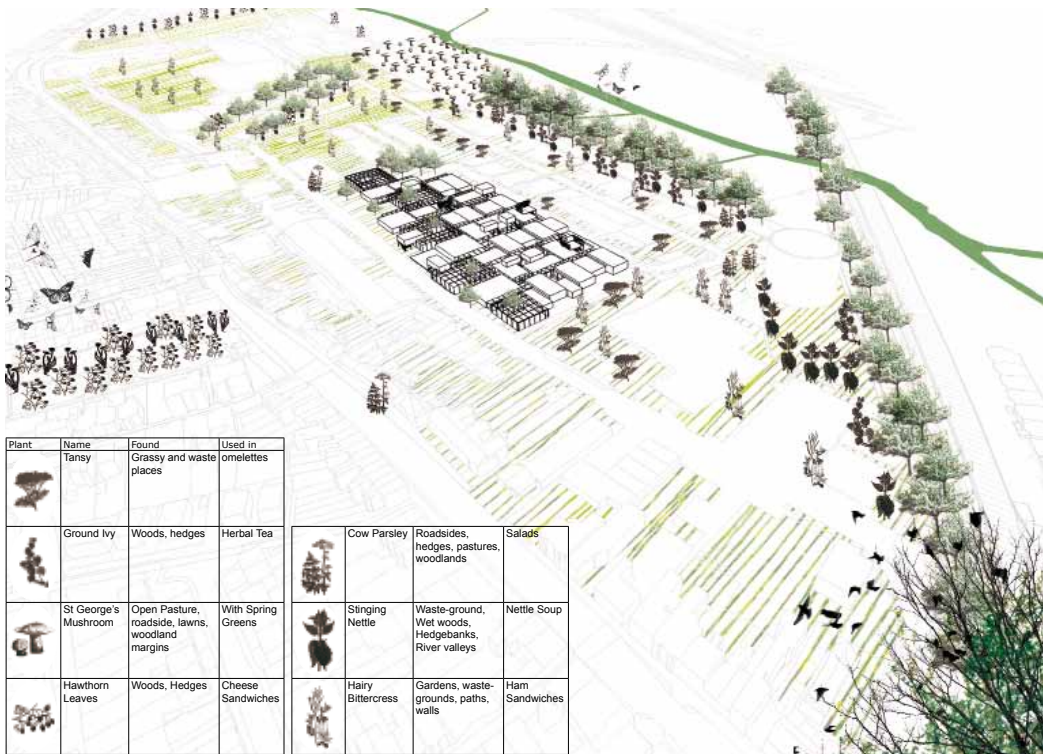 Plant Name Found Used in
Tansy Grassy and waste omelettes
places
Ground Ivy Woods, hedges Herbal Tea
St George's Open Pasture, With Spring
Mushroom roadside, lawns, Greens
woodland
margins
Hawthorn Woods, Hedges Cheese
Leaves Sandwiches
Cow Parsley Roadsides, Salads
hedges, pastures,
woodlands
Stinging Waste-ground, Nettle Soup
Nettle Wet woods,
Hedgebanks,
River valleys
Hairy Gardens, waste- Ham
Bittercress grounds, paths, Sandwiches
walls